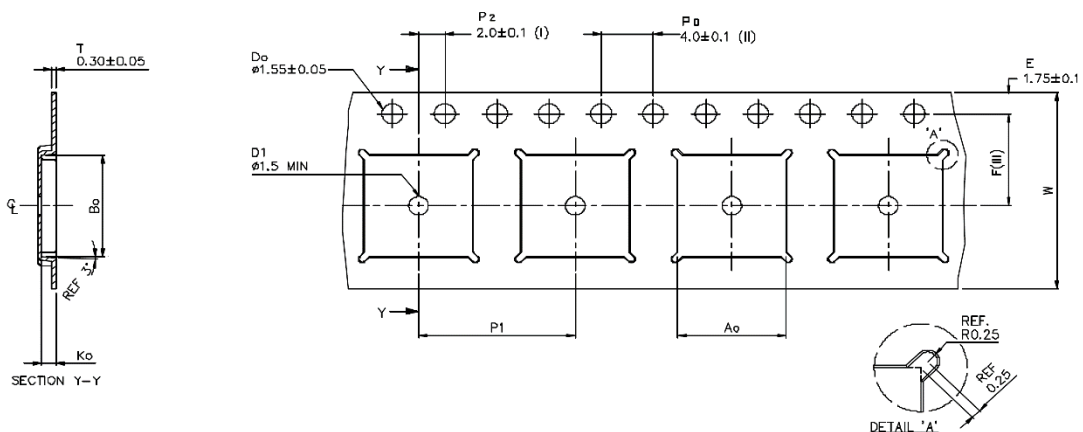 T
0.30±0.05
Bo
REF 3°
Ko
SECTION Y-Y
P2
2.0±0.1 (I)
Po
4.0±0.1 (II)
E
1.75±0.1
Do
ø1.55±0.05
Y
'A'
D1
ø1.5 MIN
F(III)
W
Y
P1
Ao
REF.
R0.25
REF
0.25
DETAIL 'A'